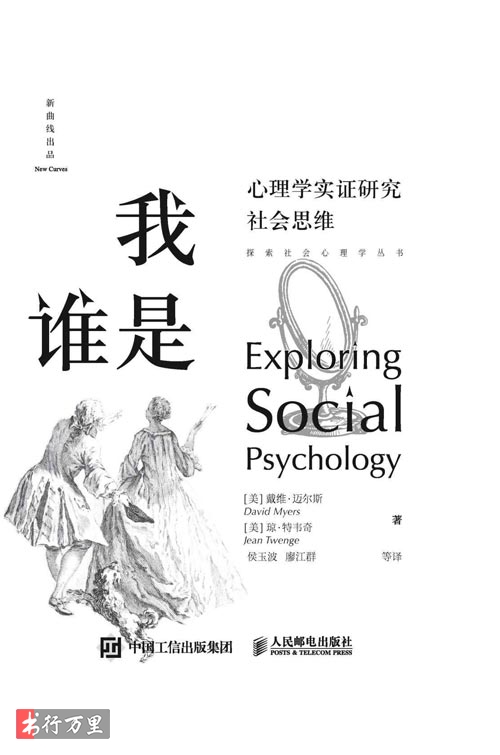 新曲线出品
New Curves
我
谁是
心理学实证研究
社会思维
探索社会心理学丛书
Exploring
Social
Psychology
[美] 戴维·迈尔斯
David Myers
[美] 琼·特韦奇
Jean Twenge
著
侯玉波 廖江群 等译
中国工信出版集团
人民邮电出版社
POSTS & TELECOM PRESS
书行万里